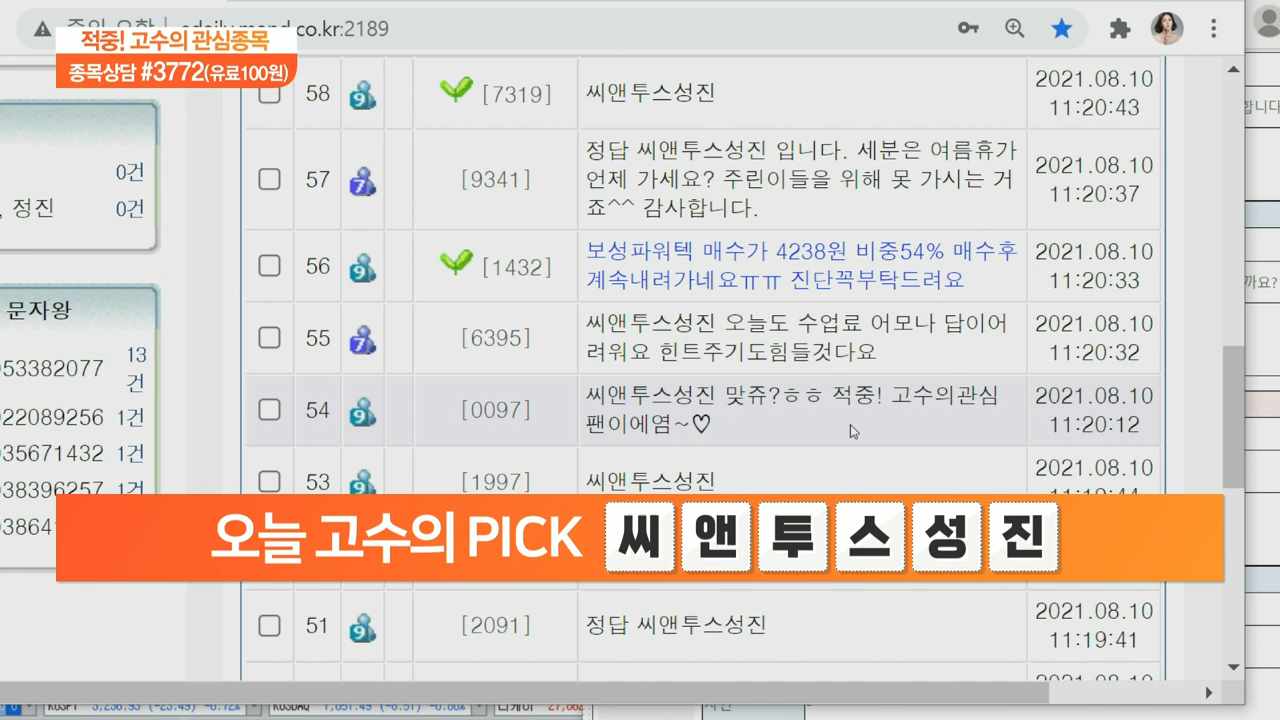 적중! 고수의 관심종목
종목상담 #3772(유료100원)
co.kr:2189
58 [7319] 씨앤투스성진 2021.08.10 11:20:43
57 [9341] 정답 씨앤투스성진 입니다. 세분은 여름휴가
언제 가세요? 주린이들을 위해 못 가시는 거
죠^^ 감사합니다.
2021.08.10
11:20:37
56 [1432] 보성파워텍 매수가 4238원 비중54% 매수후
계속내려가네요ㅠㅠ 진단꼭부탁드려요
2021.08.10
11:20:33
55 [6395] 씨앤투스성진 오늘도 수업료 어모나 답이어
려워요 힌트주기도힘들것다요
2021.08.10
11:20:32
54 [0097] 씨앤투스성진 맞쥬?ㅎㅎ 적중! 고수의관심
팬이에염~♡
2021.08.10
11:20:12
53 [1997] 씨앤투스성진 2021.08.10
51 [2091] 정답 씨앤투스성진 2021.08.10
11:19:41
0건
, 정진 0건
문자왕
53382077 13
건
22089256 1건
35671432 1건
38396257 1건
오늘 고수의 PICK 씨앤투스성진